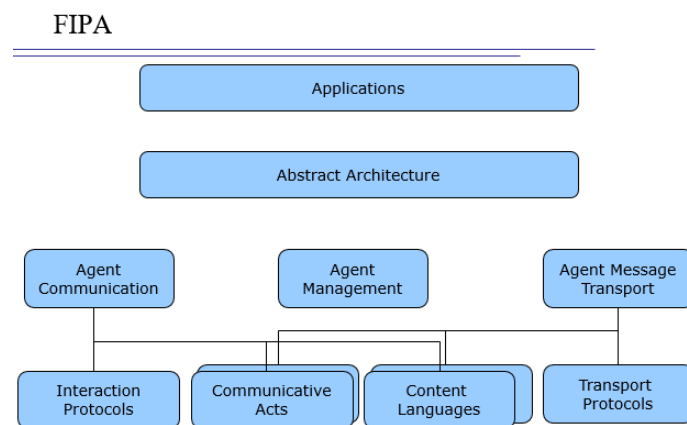 FIPA
Applications
Abstract Architecture
Agent
Communication
Agent
Management
Agent Message
Transport
Interaction
Protocols
Communicative
Acts
Content
Languages
Transport
Protocols